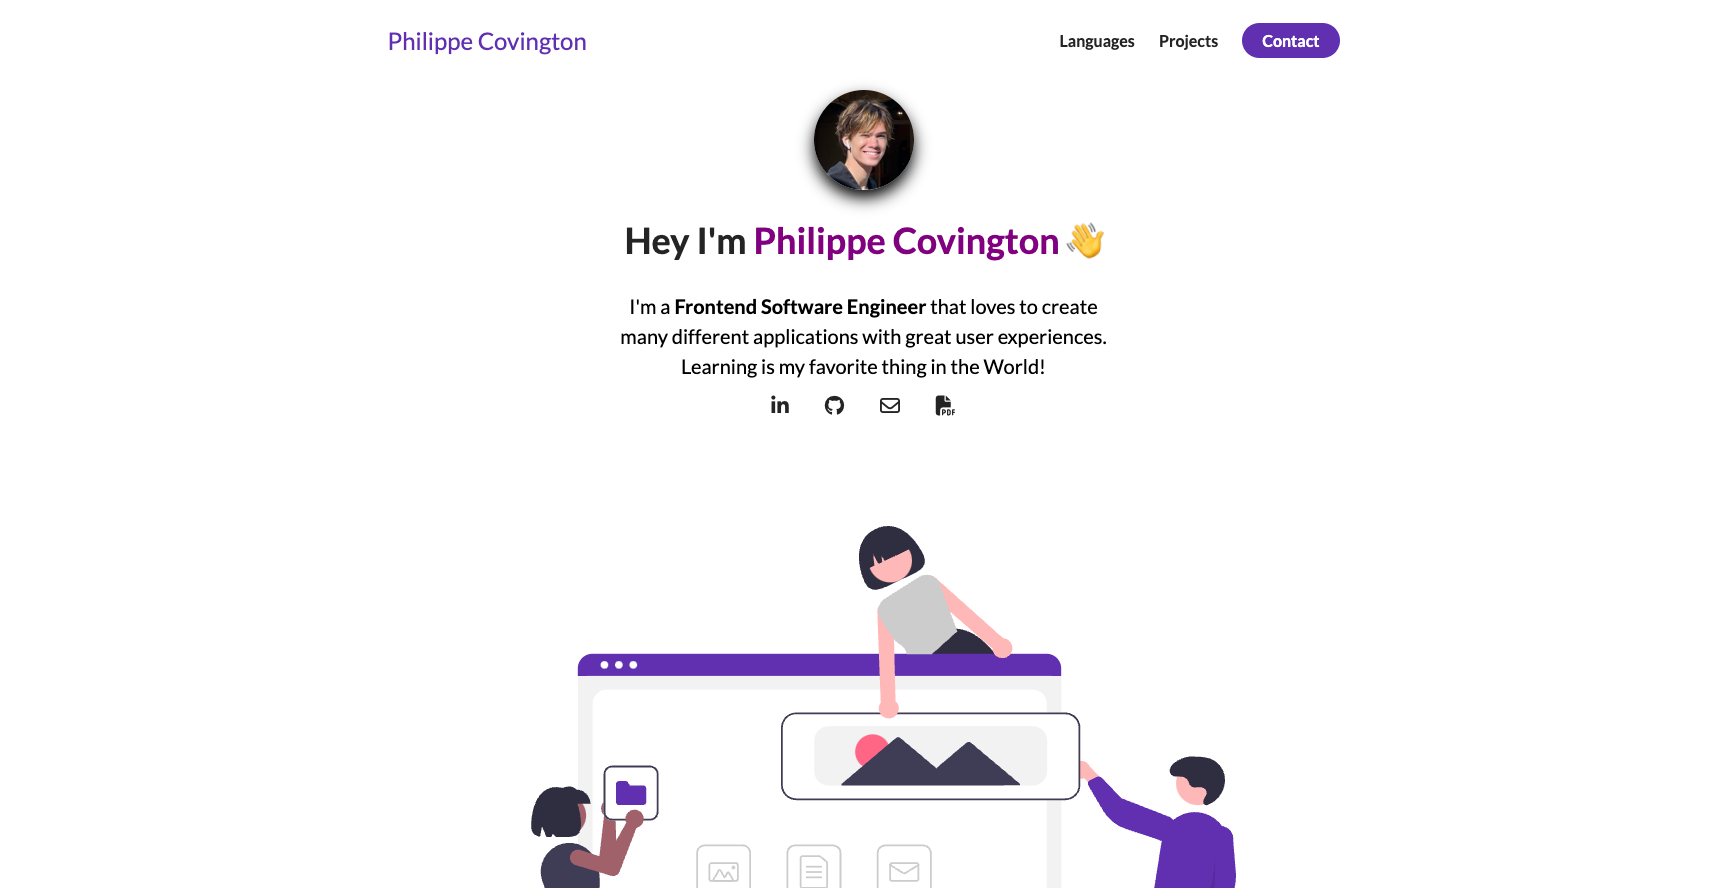 Philippe Covington
Languages Projects Contact
Hey I'm Philippe Covington 👋
I'm a Frontend Software Engineer that loves to create
many different applications with great user experiences.
Learning is my favorite thing in the World!
PDF